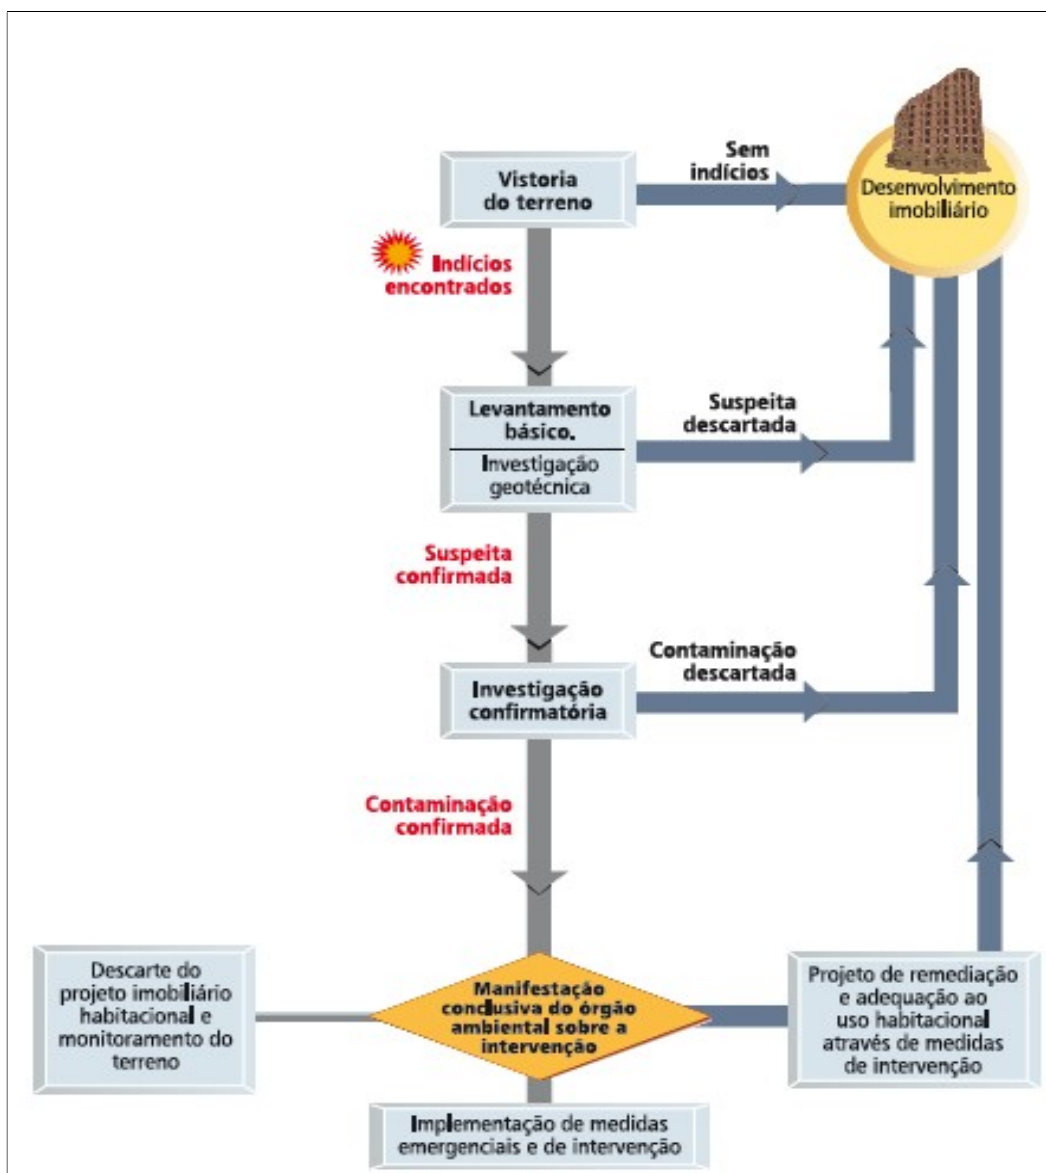 Vistoria
do terreno
Sem
indícios
Desenvolvimento
imobiliário
Indícios
encontrados
Levantamento
básico.
Investigação
geotécnica
Suspeita
descartada
Suspeita
confirmada
Investigação
confirmatória
Contaminação
descartada
Contaminação
confirmada
Descarte do
projeto imobiliário
habitacional e
monitoramento do
terreno
Manifestação
conclusiva do órgão
ambiental sobre a
intervenção
Projeto de remediação
e adequação ao
uso habitacional
através de medidas
de intervenção
Implementação de medidas
emergenciais e de intervenção